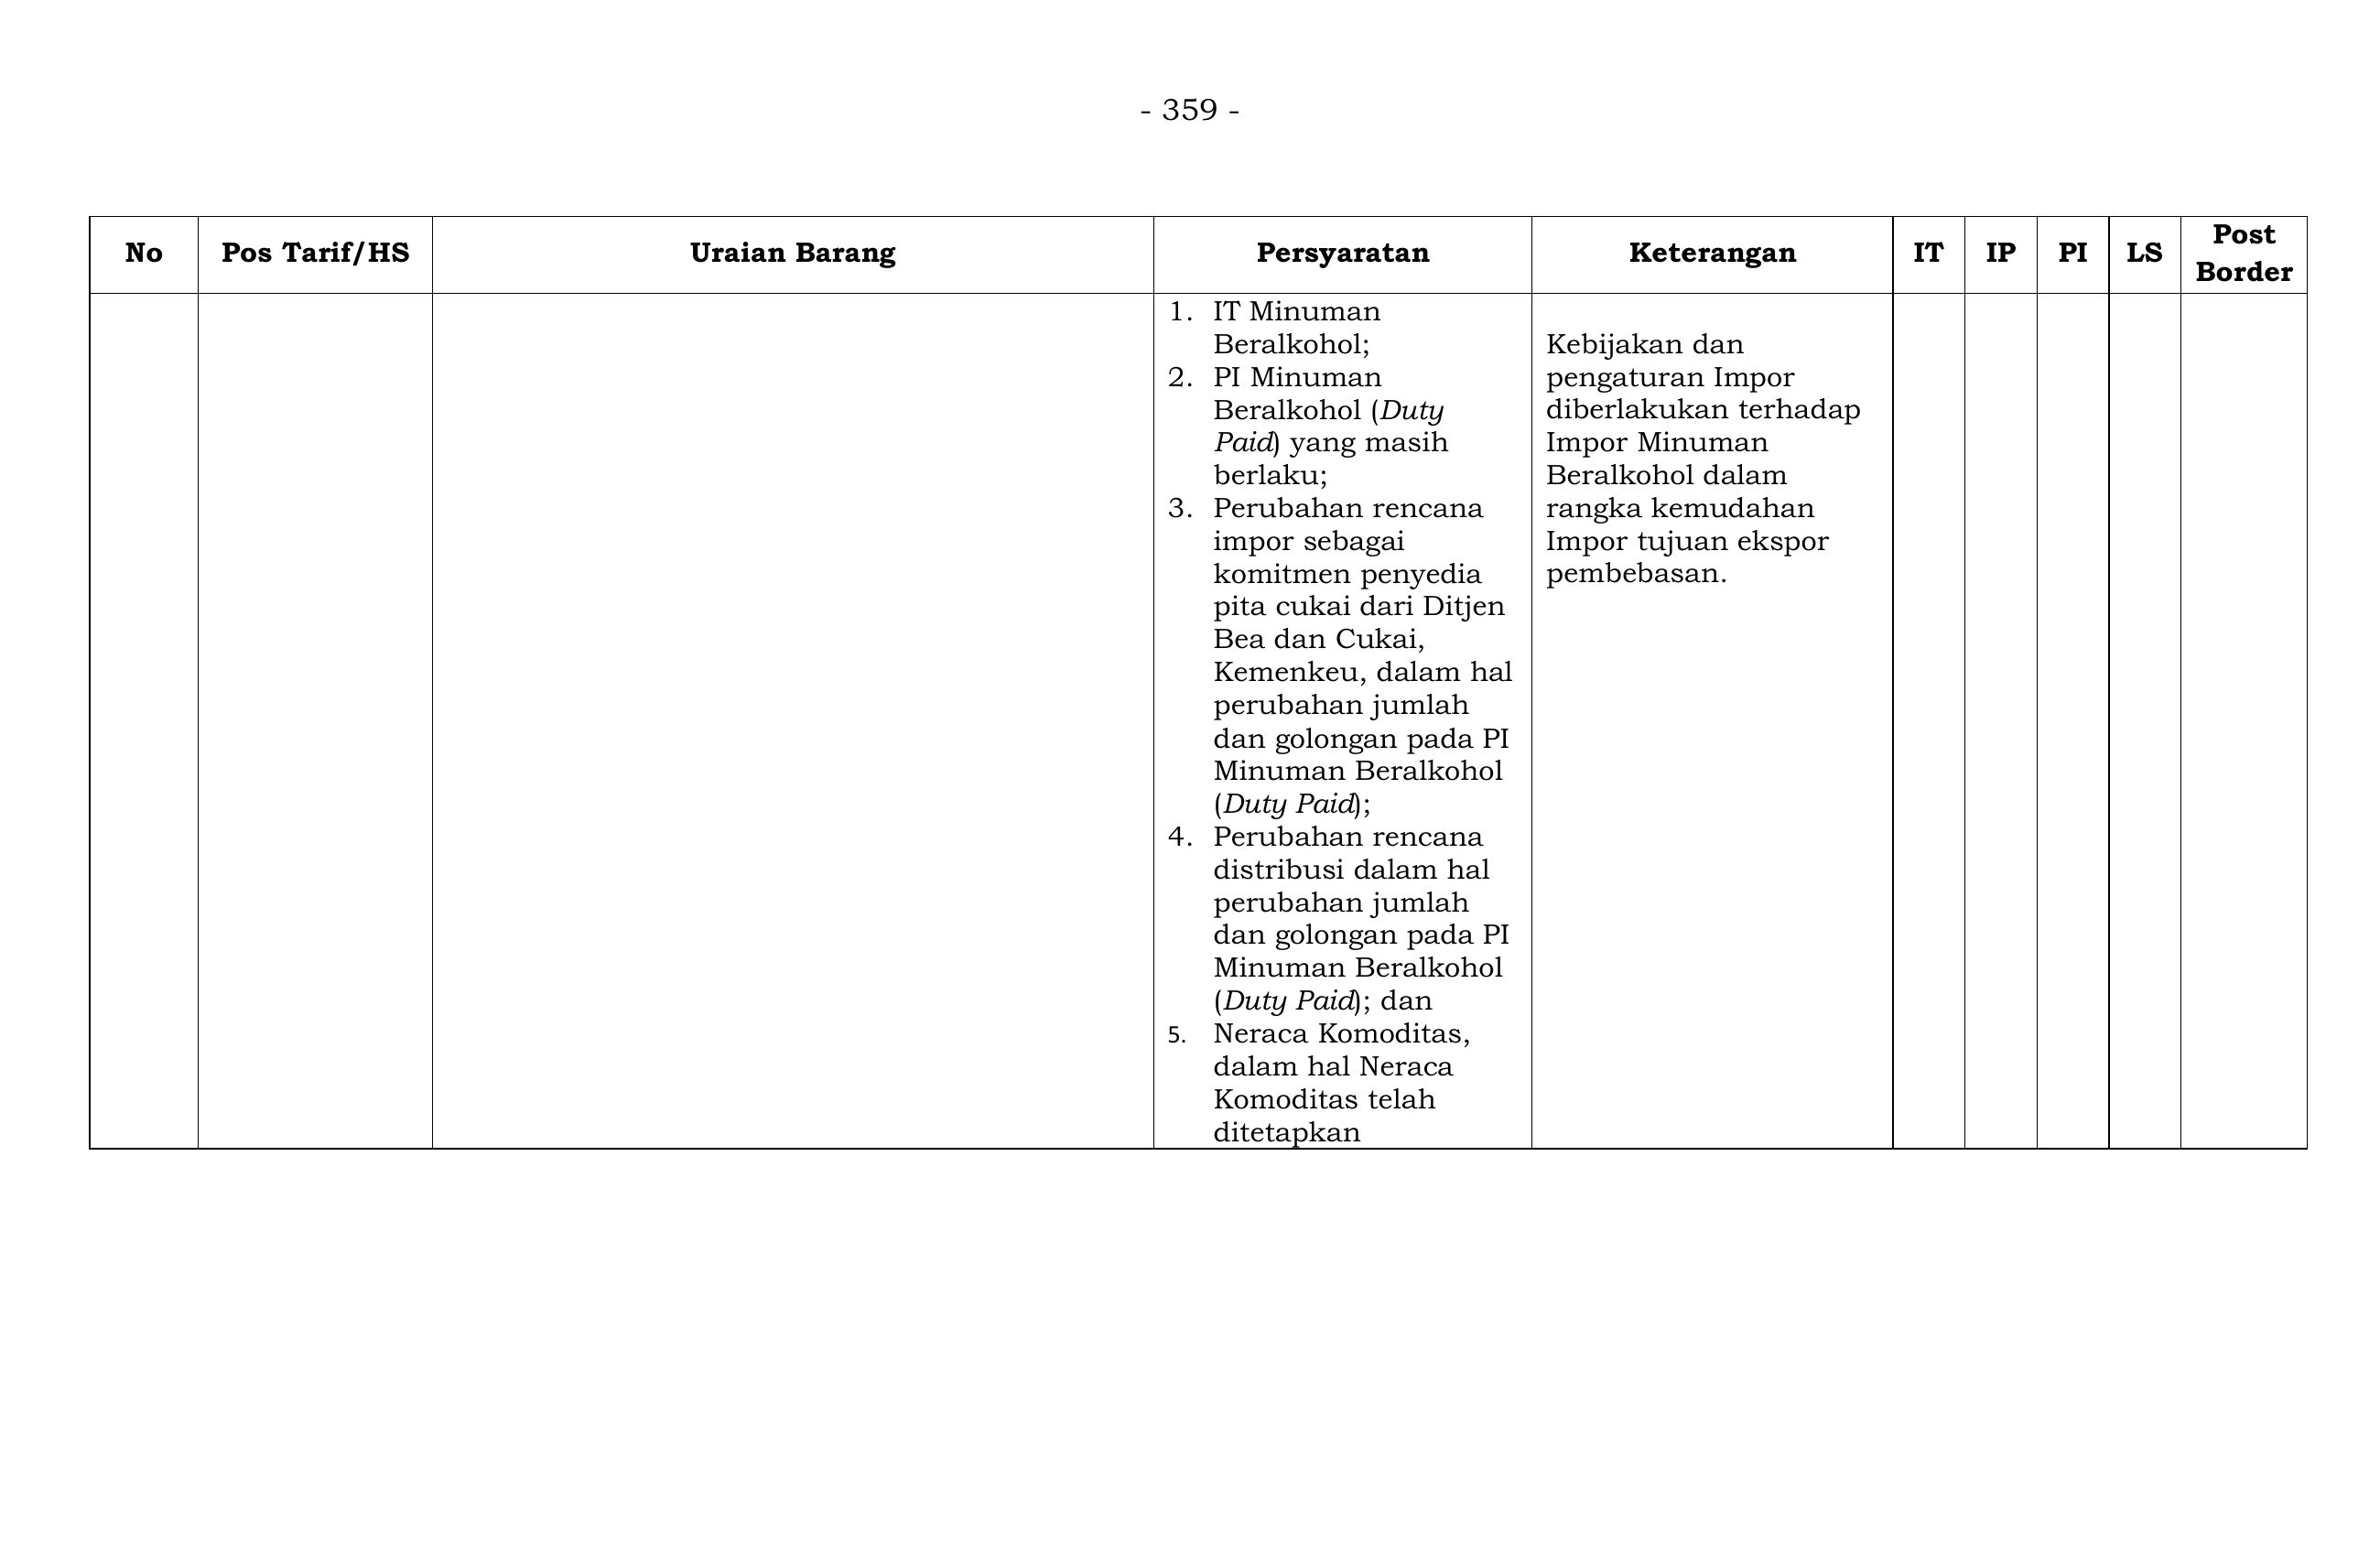 - 359 -
No
Pos Tarif/HS
Uraian Barang
Persyaratan
Keterangan
IT
IP
PI
LS
Post
Border
1. IT Minuman
Beralkohol;
2. PI Minuman
Beralkohol (Duty
Paid) yang masih
berlaku;
3. Perubahan rencana
impor sebagai
komitmen penyedia
pita cukai dari Ditjen
Bea dan Cukai,
Kemenkeu, dalam hal
perubahan jumlah
dan golongan pada PI
Minuman Beralkohol
(Duty Paid);
4. Perubahan rencana
distribusi dalam hal
perubahan jumlah
dan golongan pada PI
Minuman Beralkohol
(Duty Paid); dan
5. Neraca Komoditas,
dalam hal Neraca
Komoditas telah
ditetapkan
Kebijakan dan
pengaturan Impor
diberlakukan terhadap
Impor Minuman
Beralkohol dalam
rangka kemudahan
Impor tujuan ekspor
pembebasan.